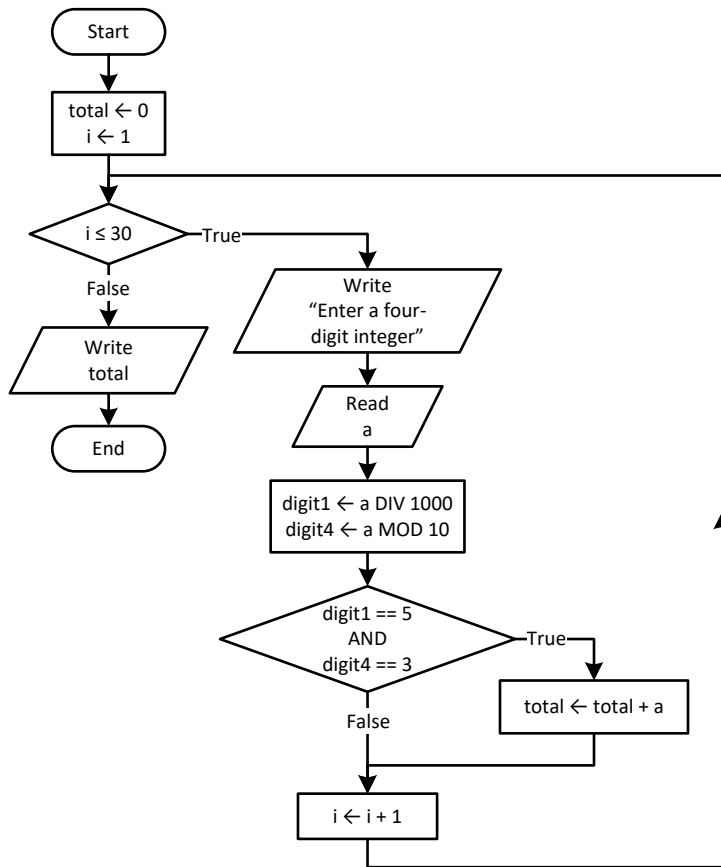 Start
total ← 0
i ← 1
i ≤ 30
True
False
Write
total
End
Write
“Enter a four-
digit integer”
Read
a
digit1 ← a DIV 1000
digit4 ← a MOD 10
digit1 == 5
AND
digit4 == 3
True
total ← total + a
False
i ← i + 1